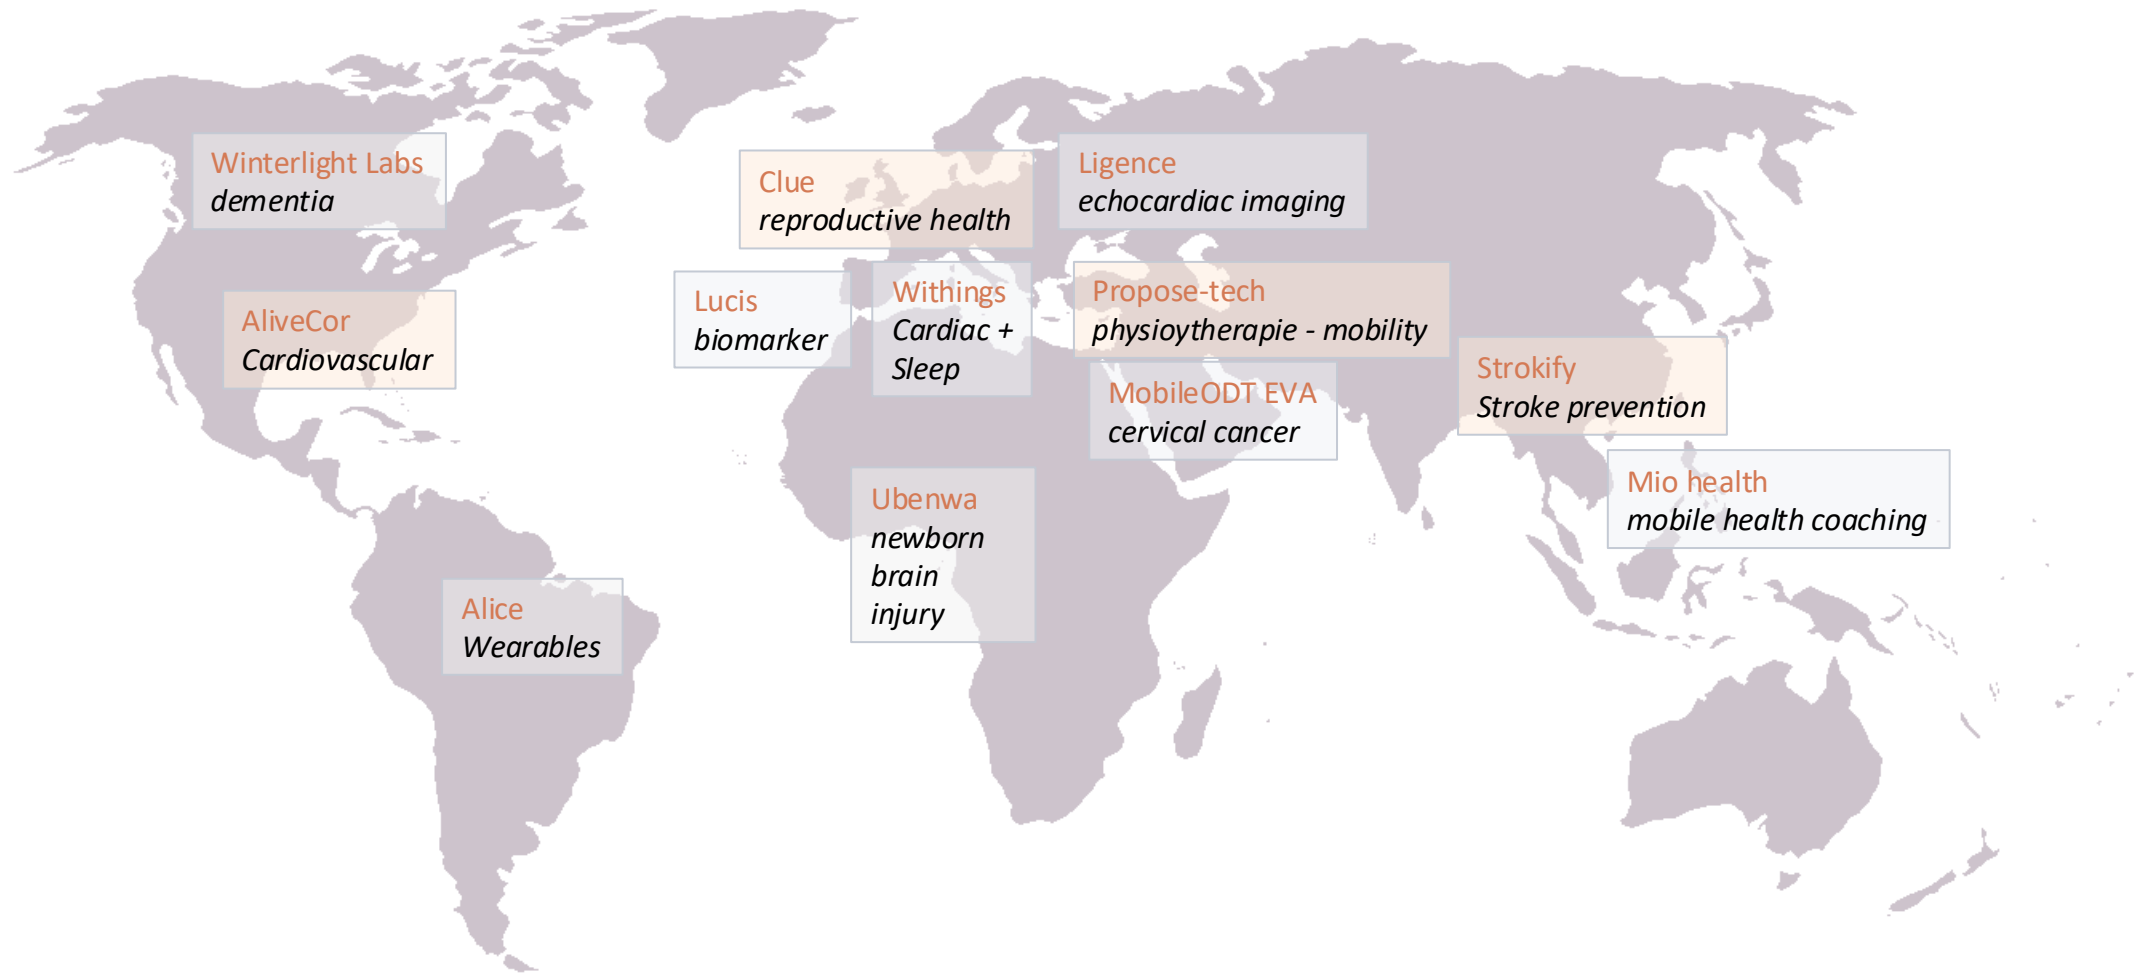 Winterlight Labs
dementia
Clue
reproductive health
Ligence
echocardiac imaging
AliveCor
Cardiovascular
Lucis
biomarker
Withings
Cardiac +
Sleep
Propose-tech
physioytherapie - mobility
MobileODT EVA
cervical cancer
Strokify
Stroke prevention
Mio health
mobile health coaching
Ubenwa
newborn
brain
injury
Alice
Wearables